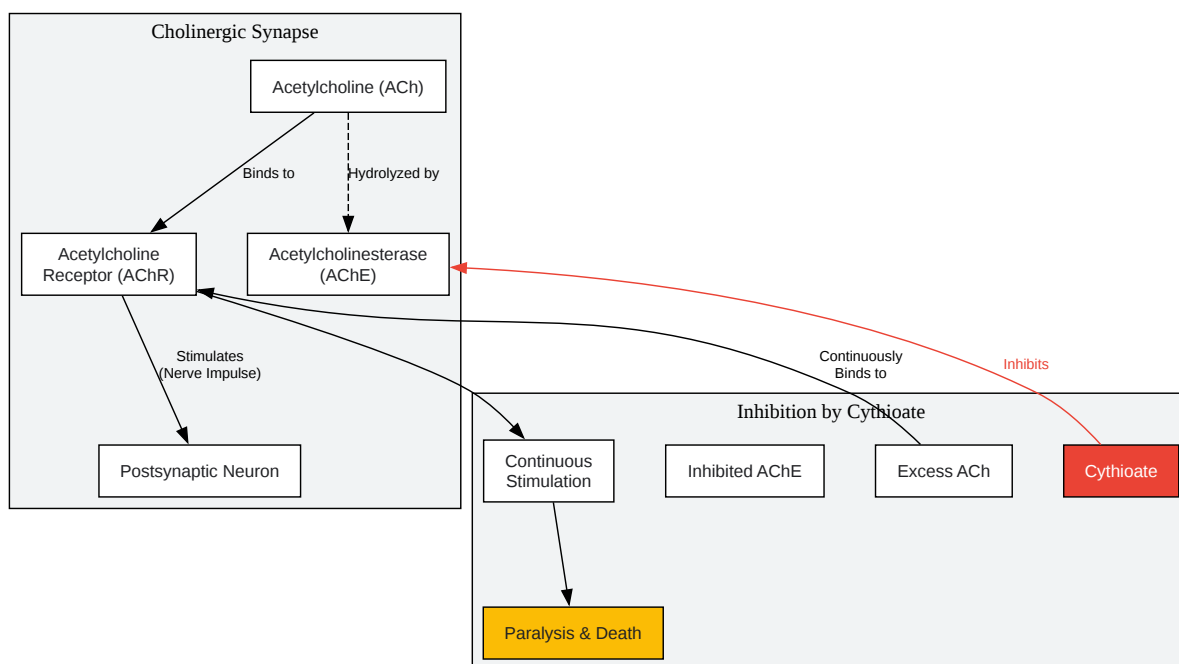 Cholinergic Synapse
Acetylcholine (ACh)
Binds to
Hydrolyzed by
Acetylcholine
Receptor (AChR)
Acetylcholinesterase
(AChE)
Stimulates
(Nerve Impulse)
Continuously
Binds to
Inhibits
Postsynaptic Neuron
Inhibition by Cythioate
Continuous
Stimulation
Inhibited AChE
Excess ACh
Cythioate
Paralysis & Death